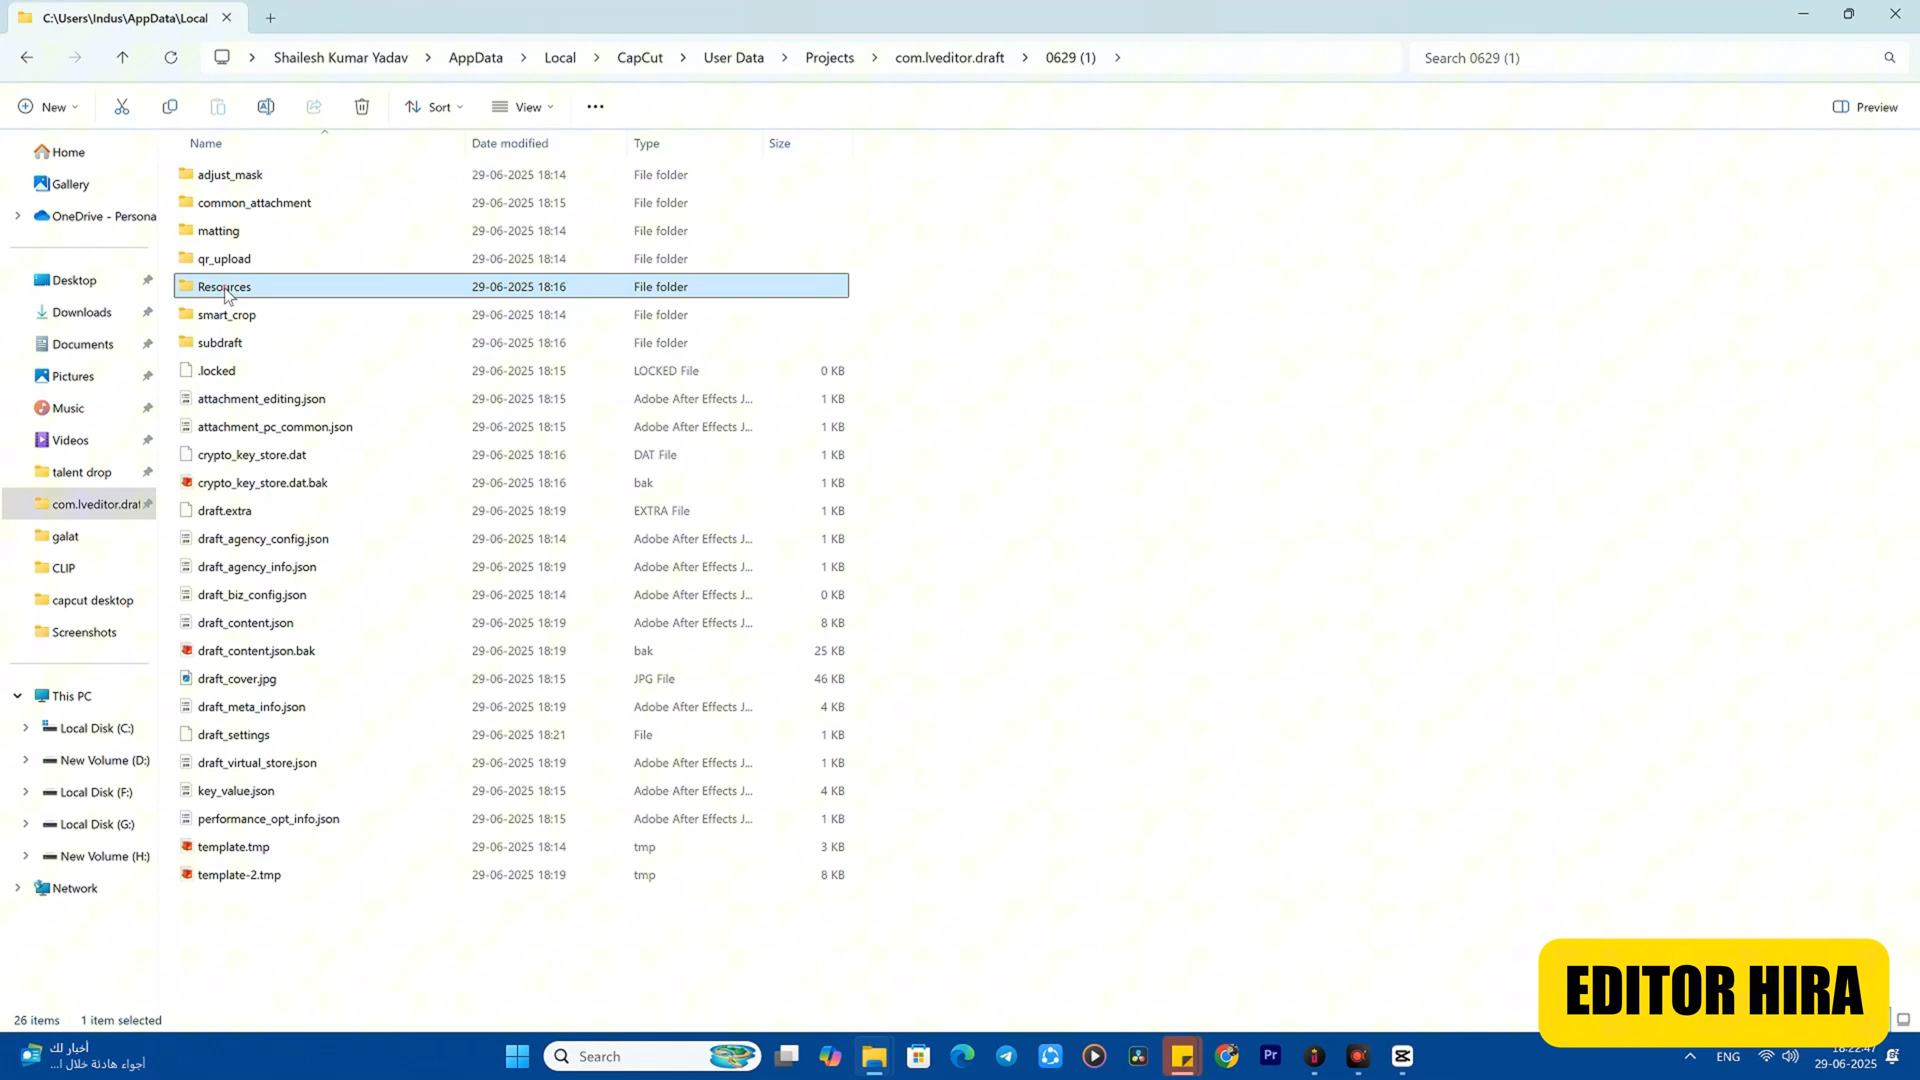 C:\Users\Indus\AppData\Local
Shailesh Kumar Yadav
AppData
Local
CapCut
User Data
Projects
com.lveditor.draft
0629 (1)
Search 0629 (1)
New
Sort
View
Preview
Home
Gallery
OneDrive - Persona
Desktop
Downloads
Documents
Pictures
Music
Videos
talent drop
com.lveditor.dra
galat
CLIP
capcut desktop
Screenshots
This PC
Local Disk (C:)
New Volume (D:)
Local Disk (F:)
Local Disk (G:)
New Volume (H:)
Network
Name Date modified Type Size
adjust_mask 29-06-2025 18:14 File folder
common_attachment 29-06-2025 18:15 File folder
matting 29-06-2025 18:14 File folder
qr_upload 29-06-2025 18:14 File folder
Resources 29-06-2025 18:16 File folder
smart_crop 29-06-2025 18:14 File folder
subdraft 29-06-2025 18:16 File folder
.locked 29-06-2025 18:15 LOCKED File 0 KB
attachment_editing.json 29-06-2025 18:15 Adobe After Effects J... 1 KB
attachment_pc_common.json 29-06-2025 18:15 Adobe After Effects J... 1 KB
crypto_key_store.dat 29-06-2025 18:16 DAT File 1 KB
crypto_key_store.dat.bak 29-06-2025 18:16 bak 1 KB
draft.extra 29-06-2025 18:19 EXTRA File 1 KB
draft_agency_config.json 29-06-2025 18:14 Adobe After Effects J... 1 KB
draft_agency_info.json 29-06-2025 18:19 Adobe After Effects J... 1 KB
draft_biz_config.json 29-06-2025 18:14 Adobe After Effects J... 0 KB
draft_content.json 29-06-2025 18:19 Adobe After Effects J... 8 KB
draft_content.json.bak 29-06-2025 18:19 bak 25 KB
draft_cover.jpg 29-06-2025 18:15 JPG File 46 KB
draft_meta_info.json 29-06-2025 18:19 Adobe After Effects J... 4 KB
draft_settings 29-06-2025 18:21 File 1 KB
draft_virtual_store.json 29-06-2025 18:19 Adobe After Effects J... 1 KB
key_value.json 29-06-2025 18:15 Adobe After Effects J... 4 KB
performance_opt_info.json 29-06-2025 18:15 Adobe After Effects J... 1 KB
template.tmp 29-06-2025 18:14 tmp 3 KB
template-2.tmp 29-06-2025 18:19 tmp 8 KB
EDITOR HIRA
26 items 1 item selected
أخبار لك
أجواء هادئة خلال ا...
Search
Pr
ENG
18:22:47
29-06-2025